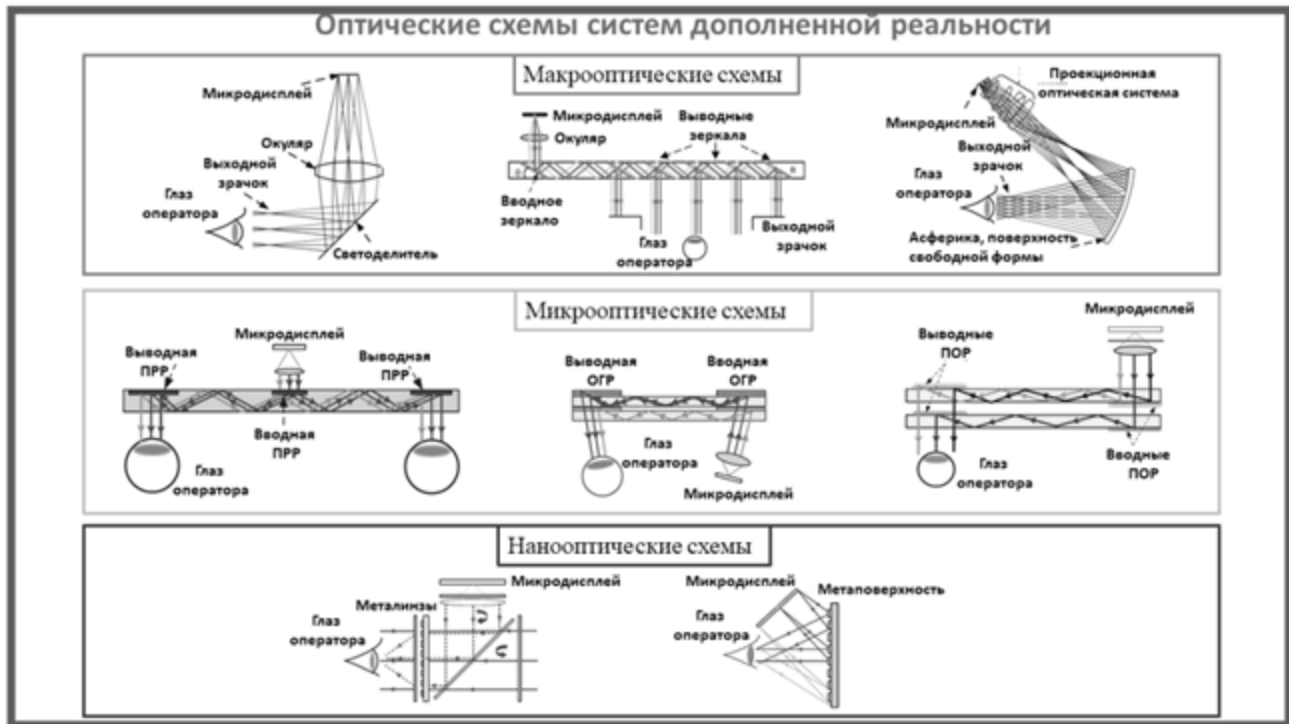 Оптические схемы систем дополненной реальности
Макрооптические схемы
Микродисплей
Окуляр
Выходной
зрачок
Глаз
оператора
Светоделитель
Микродисплей
Окуляр
Выводные
зеркала
Вводное
зеркало
Глаз
оператора
Выходной
зрачок
Проекционная
оптическая система
Микродисплей
Выходной
зрачок
Глаз
оператора
Асферика, поверхность
свободной формы
Микрооптические схемы
Микродисплей
Выводная
ПРР
Выводная
ПРР
Вводная
ПРР
Глаз
оператора
Выводная
ОГР
Вводная
ОГР
Глаз
оператора
Микродисплей
Микродисплей
Выводные
ПОР
Глаз
оператора
Вводные
ПОР
Нанооптические схемы
Микродисплей
Металинзы
Глаз
оператора
Микродисплей
Метаповерхность
Глаз
оператора